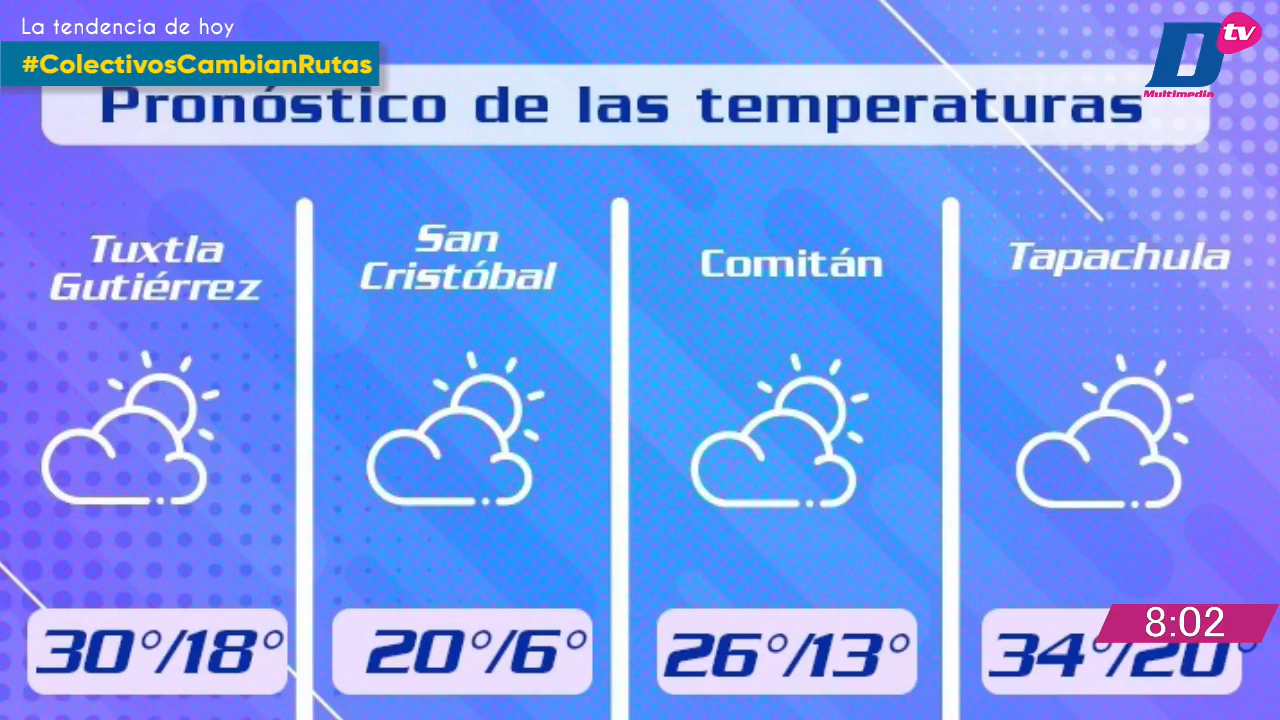 La tendencia de hoy
#ColectivosCambianRutas
D tv
Multimedia
Pronóstico de las temperaturas
Tuxtla
Gutiérrez
San
Cristóbal
Comitán
Tapachula
30°/18°
20°/6°
26°/13°
34°/20°
8:02